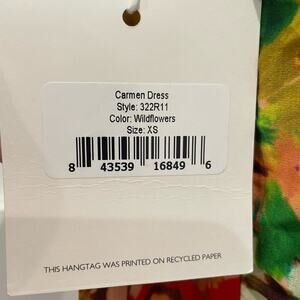 Carmen Dress
Style: 322R11
Color: Wildflowers
Size: XS
8 43539 16849 6
THIS HANGTAG WAS PRINTED ON RECYCLED PAPER